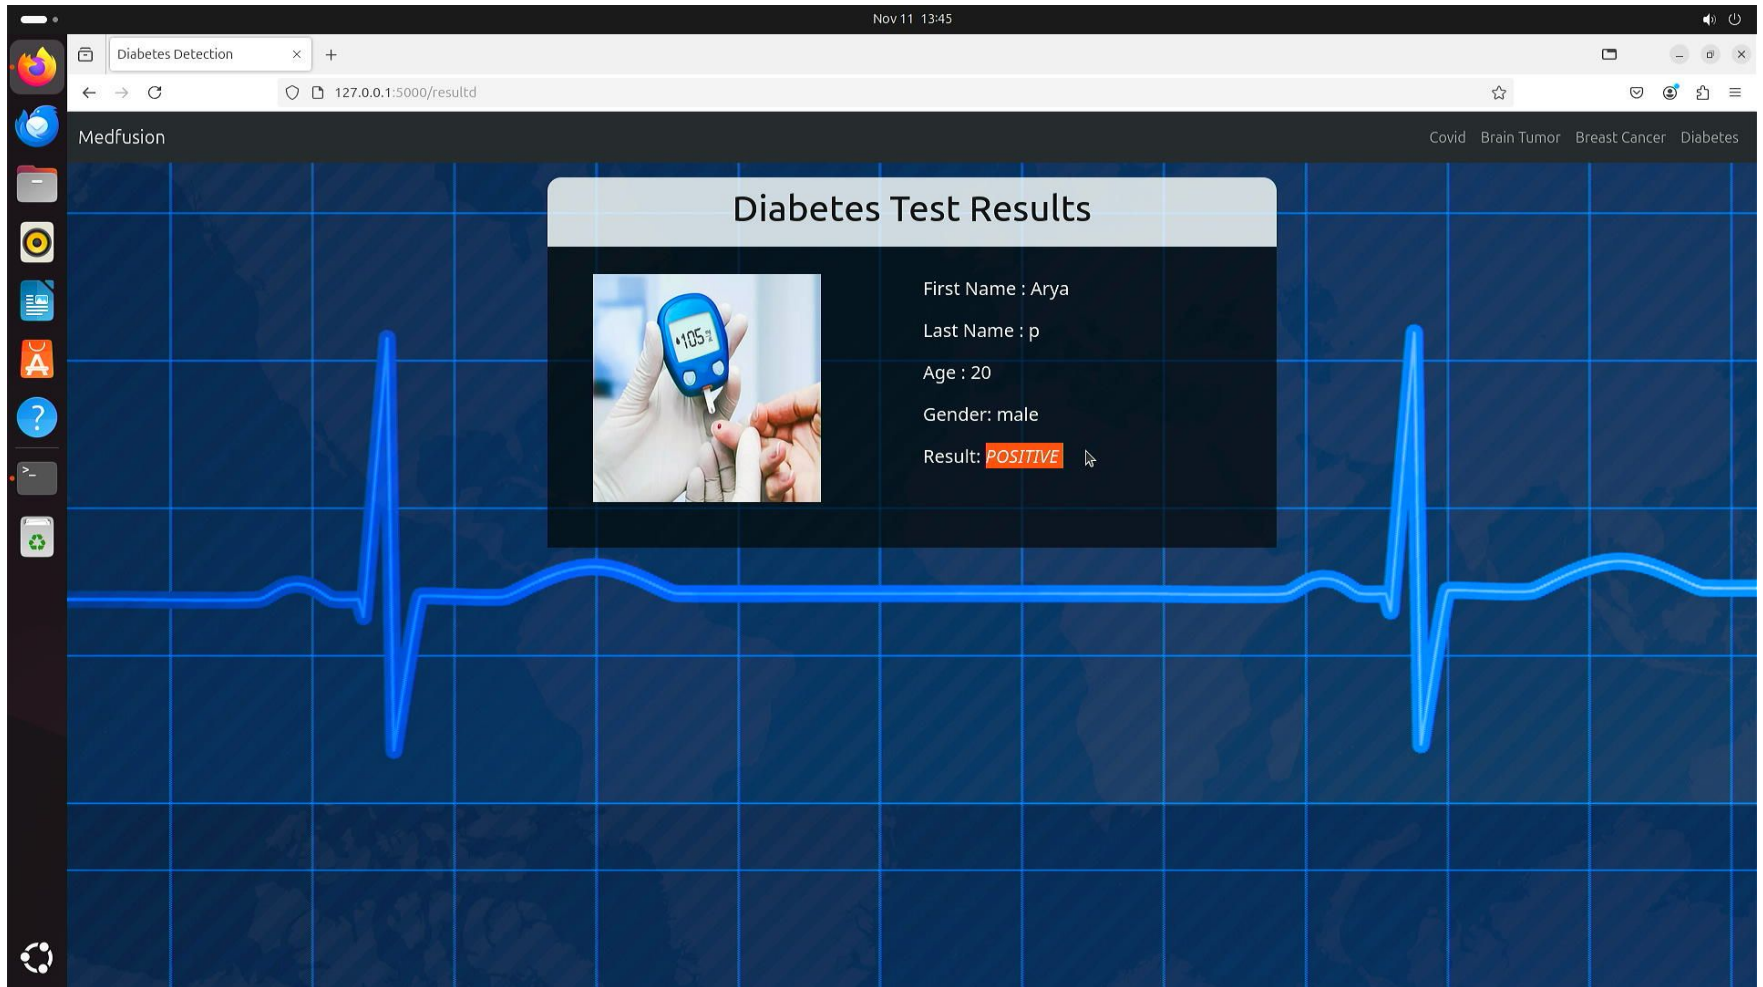 Nov 11 13:45
Diabetes Detection
127.0.0.1:5000/resultd
Medfusion
Covid Brain Tumor Breast Cancer Diabetes
Diabetes Test Results
105
First Name : Arya
Last Name : p
Age : 20
Gender: male
Result: POSITIVE